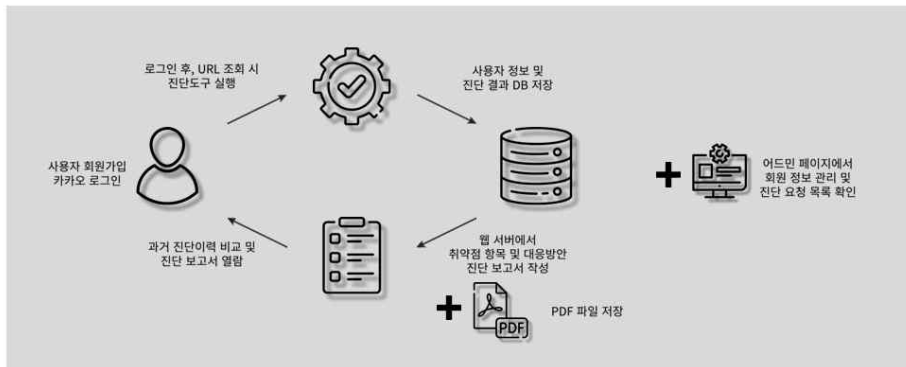 로그인 후, URL 조회 시
진단도구 실행
사용자 정보 및
진단 결과 DB 저장
사용자 회원가입
카카오 로그인
어드민 페이지에서
회원 정보 관리 및
진단 요청 목록 확인
과거 진단이력 비교 및
진단 보고서 열람
웹 서버에서
취약점 항목 및 대응방안
진단 보고서 작성
PDF
PDF 파일 저장